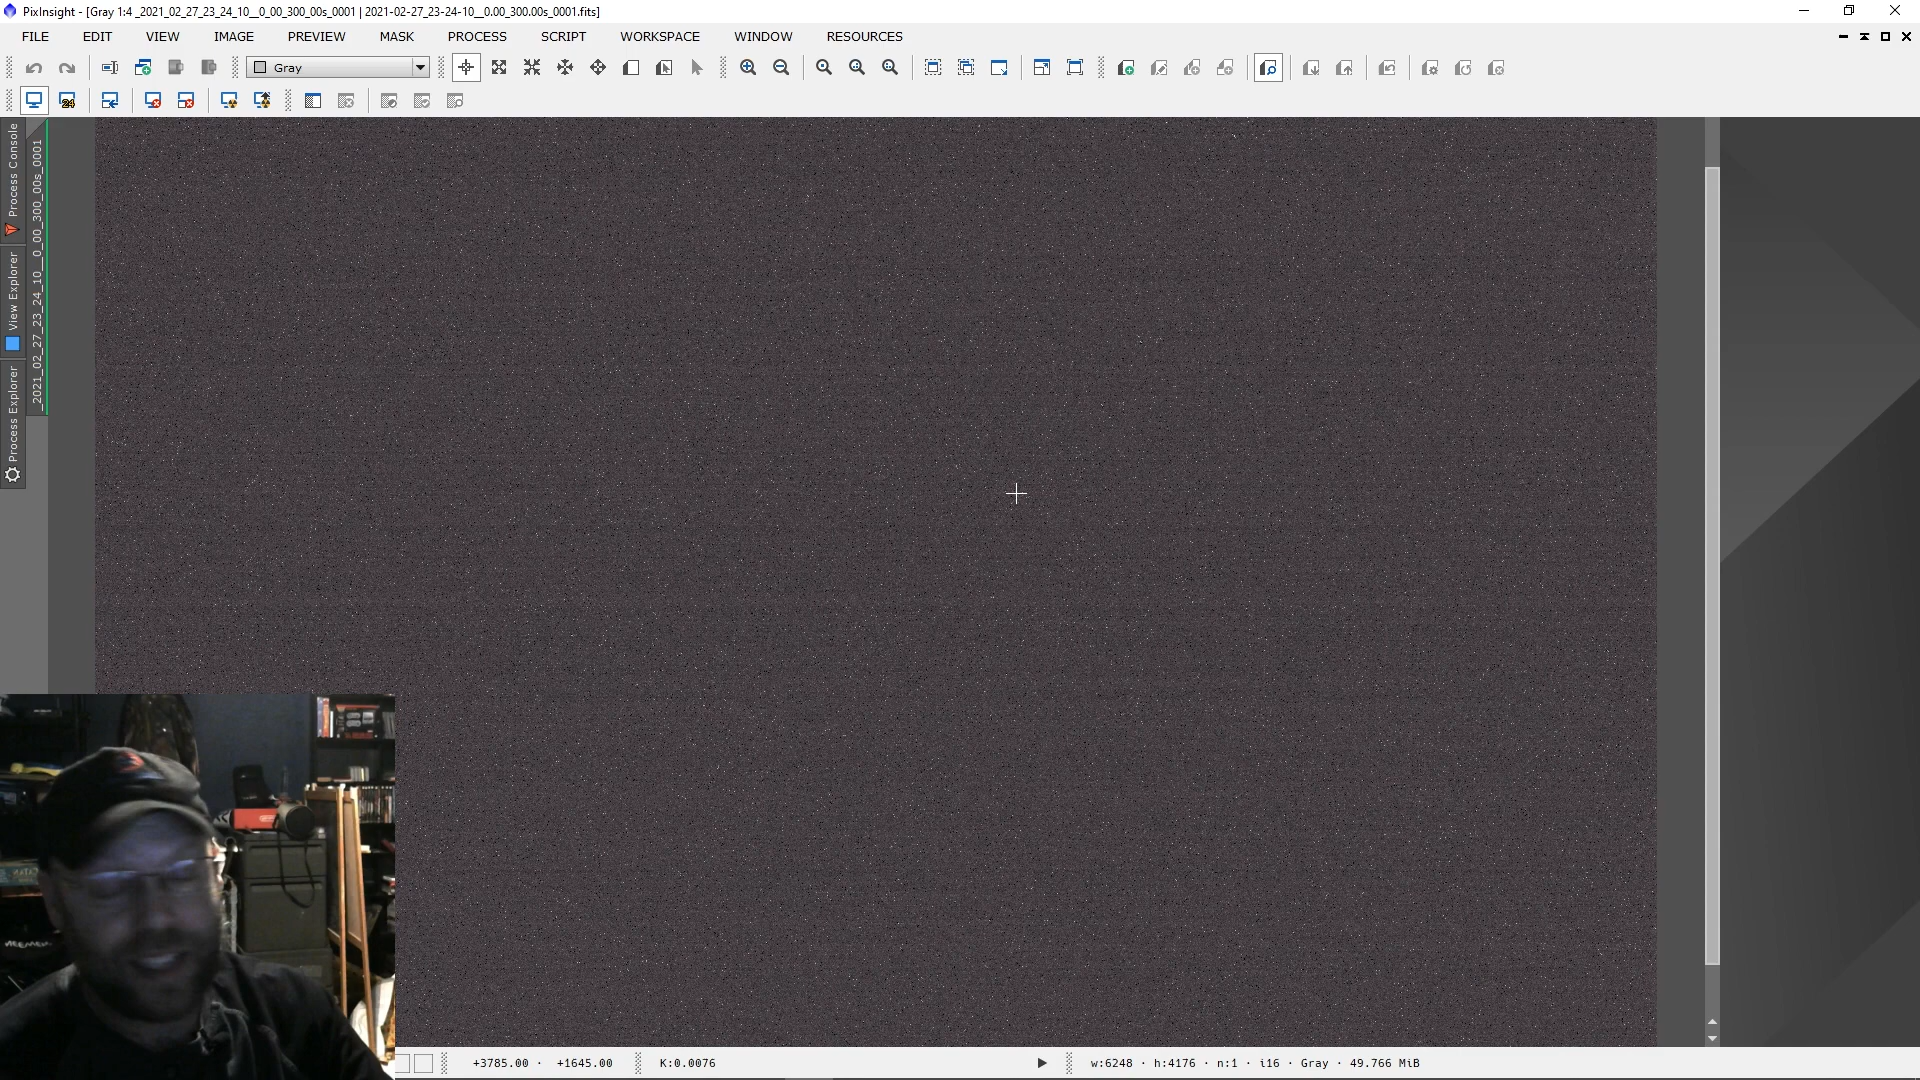 PixInsight - [Gray 1:4 _2021_02_27_23_24_10__0_00_300_00s_0001 | 2021-02-27_23-24-10__0.00_300.00s_0001.fits]
FILE EDIT VIEW IMAGE PREVIEW MASK PROCESS SCRIPT WORKSPACE WINDOW RESOURCES
Gray
24
Process Console
View Explorer
Process Explorer
_2021_02_27_23_24_10__0_00_300_00s_0001
+3785.00 · +1645.00
K:0.0076
w:6248 · h:4176 · n:1 · i16 · Gray · 49.766 MiB